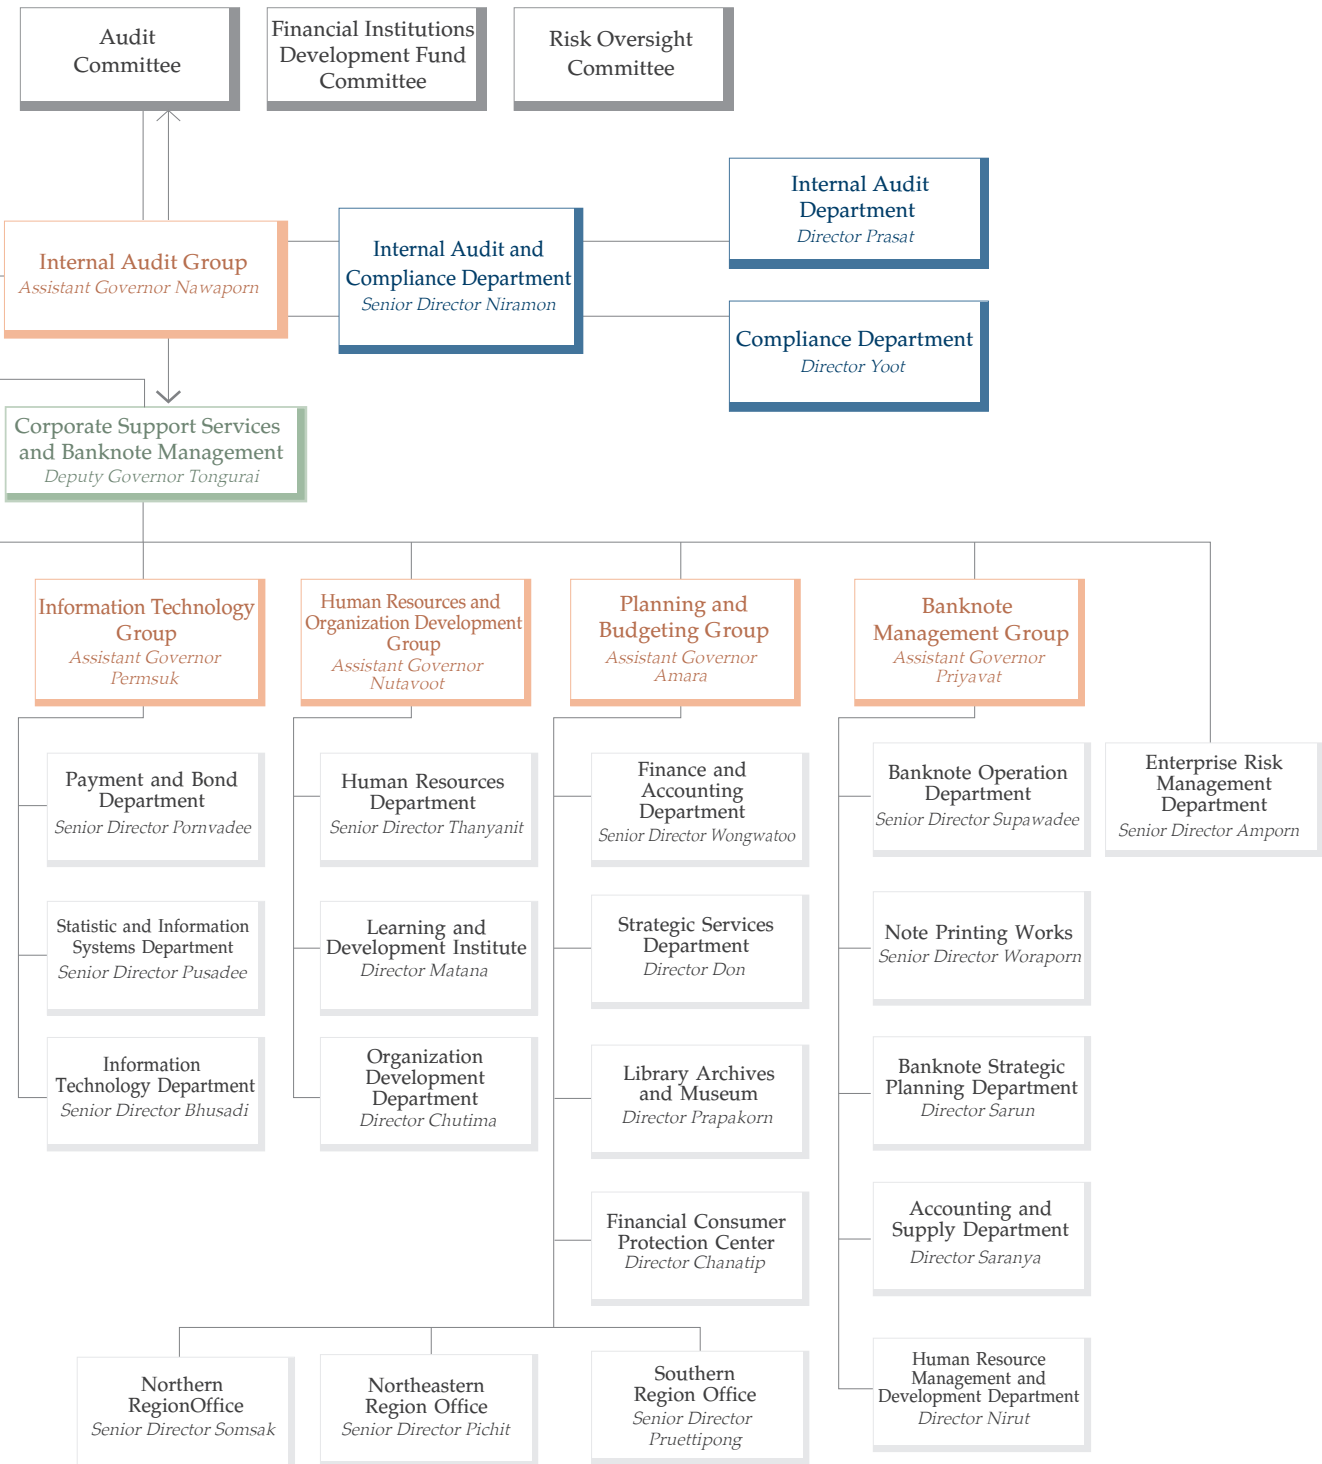 Audit
Committee
Financial Institutions
Development Fund
Committee
Risk Oversight
Committee
Internal Audit Group
Assistant Governor Nawaporn
Internal Audit and
Compliance Department
Senior Director Niramon
Internal Audit
Department
Director Prasat
Compliance Department
Director Yoot
Corporate Support Services
and Banknote Management
Deputy Governor Tongurai
Information Technology
Group
Assistant Governor
Permsuk
Human Resources and
Organization Development
Group
Assistant Governor
Nutavoot
Planning and
Budgeting Group
Assistant Governor
Amara
Banknote
Management Group
Assistant Governor
Priyavat
Payment and Bond
Department
Senior Director Pornvadee
Statistic and Information
Systems Department
Senior Director Pusadee
Information
Technology Department
Senior Director Bhusadi
Human Resources
Department
Senior Director Thanyanit
Learning and
Development Institute
Director Matana
Organization
Development
Department
Director Chutima
Finance and
Accounting
Department
Senior Director Wongwatoo
Strategic Services
Department
Director Don
Library Archives
and Museum
Director Prapakorn
Financial Consumer
Protection Center
Director Chanatip
Banknote Operation
Department
Senior Director Supawadee
Note Printing Works
Senior Director Woraporn
Banknote Strategic
Planning Department
Director Sarun
Accounting and
Supply Department
Director Saranya
Human Resource
Management and
Development Department
Director Nirut
Enterprise Risk
Management
Department
Senior Director Amporn
Northern
RegionOffice
Senior Director Somsak
Northeastern
Region Office
Senior Director Pichit
Southern
Region Office
Senior Director
Pruettipong